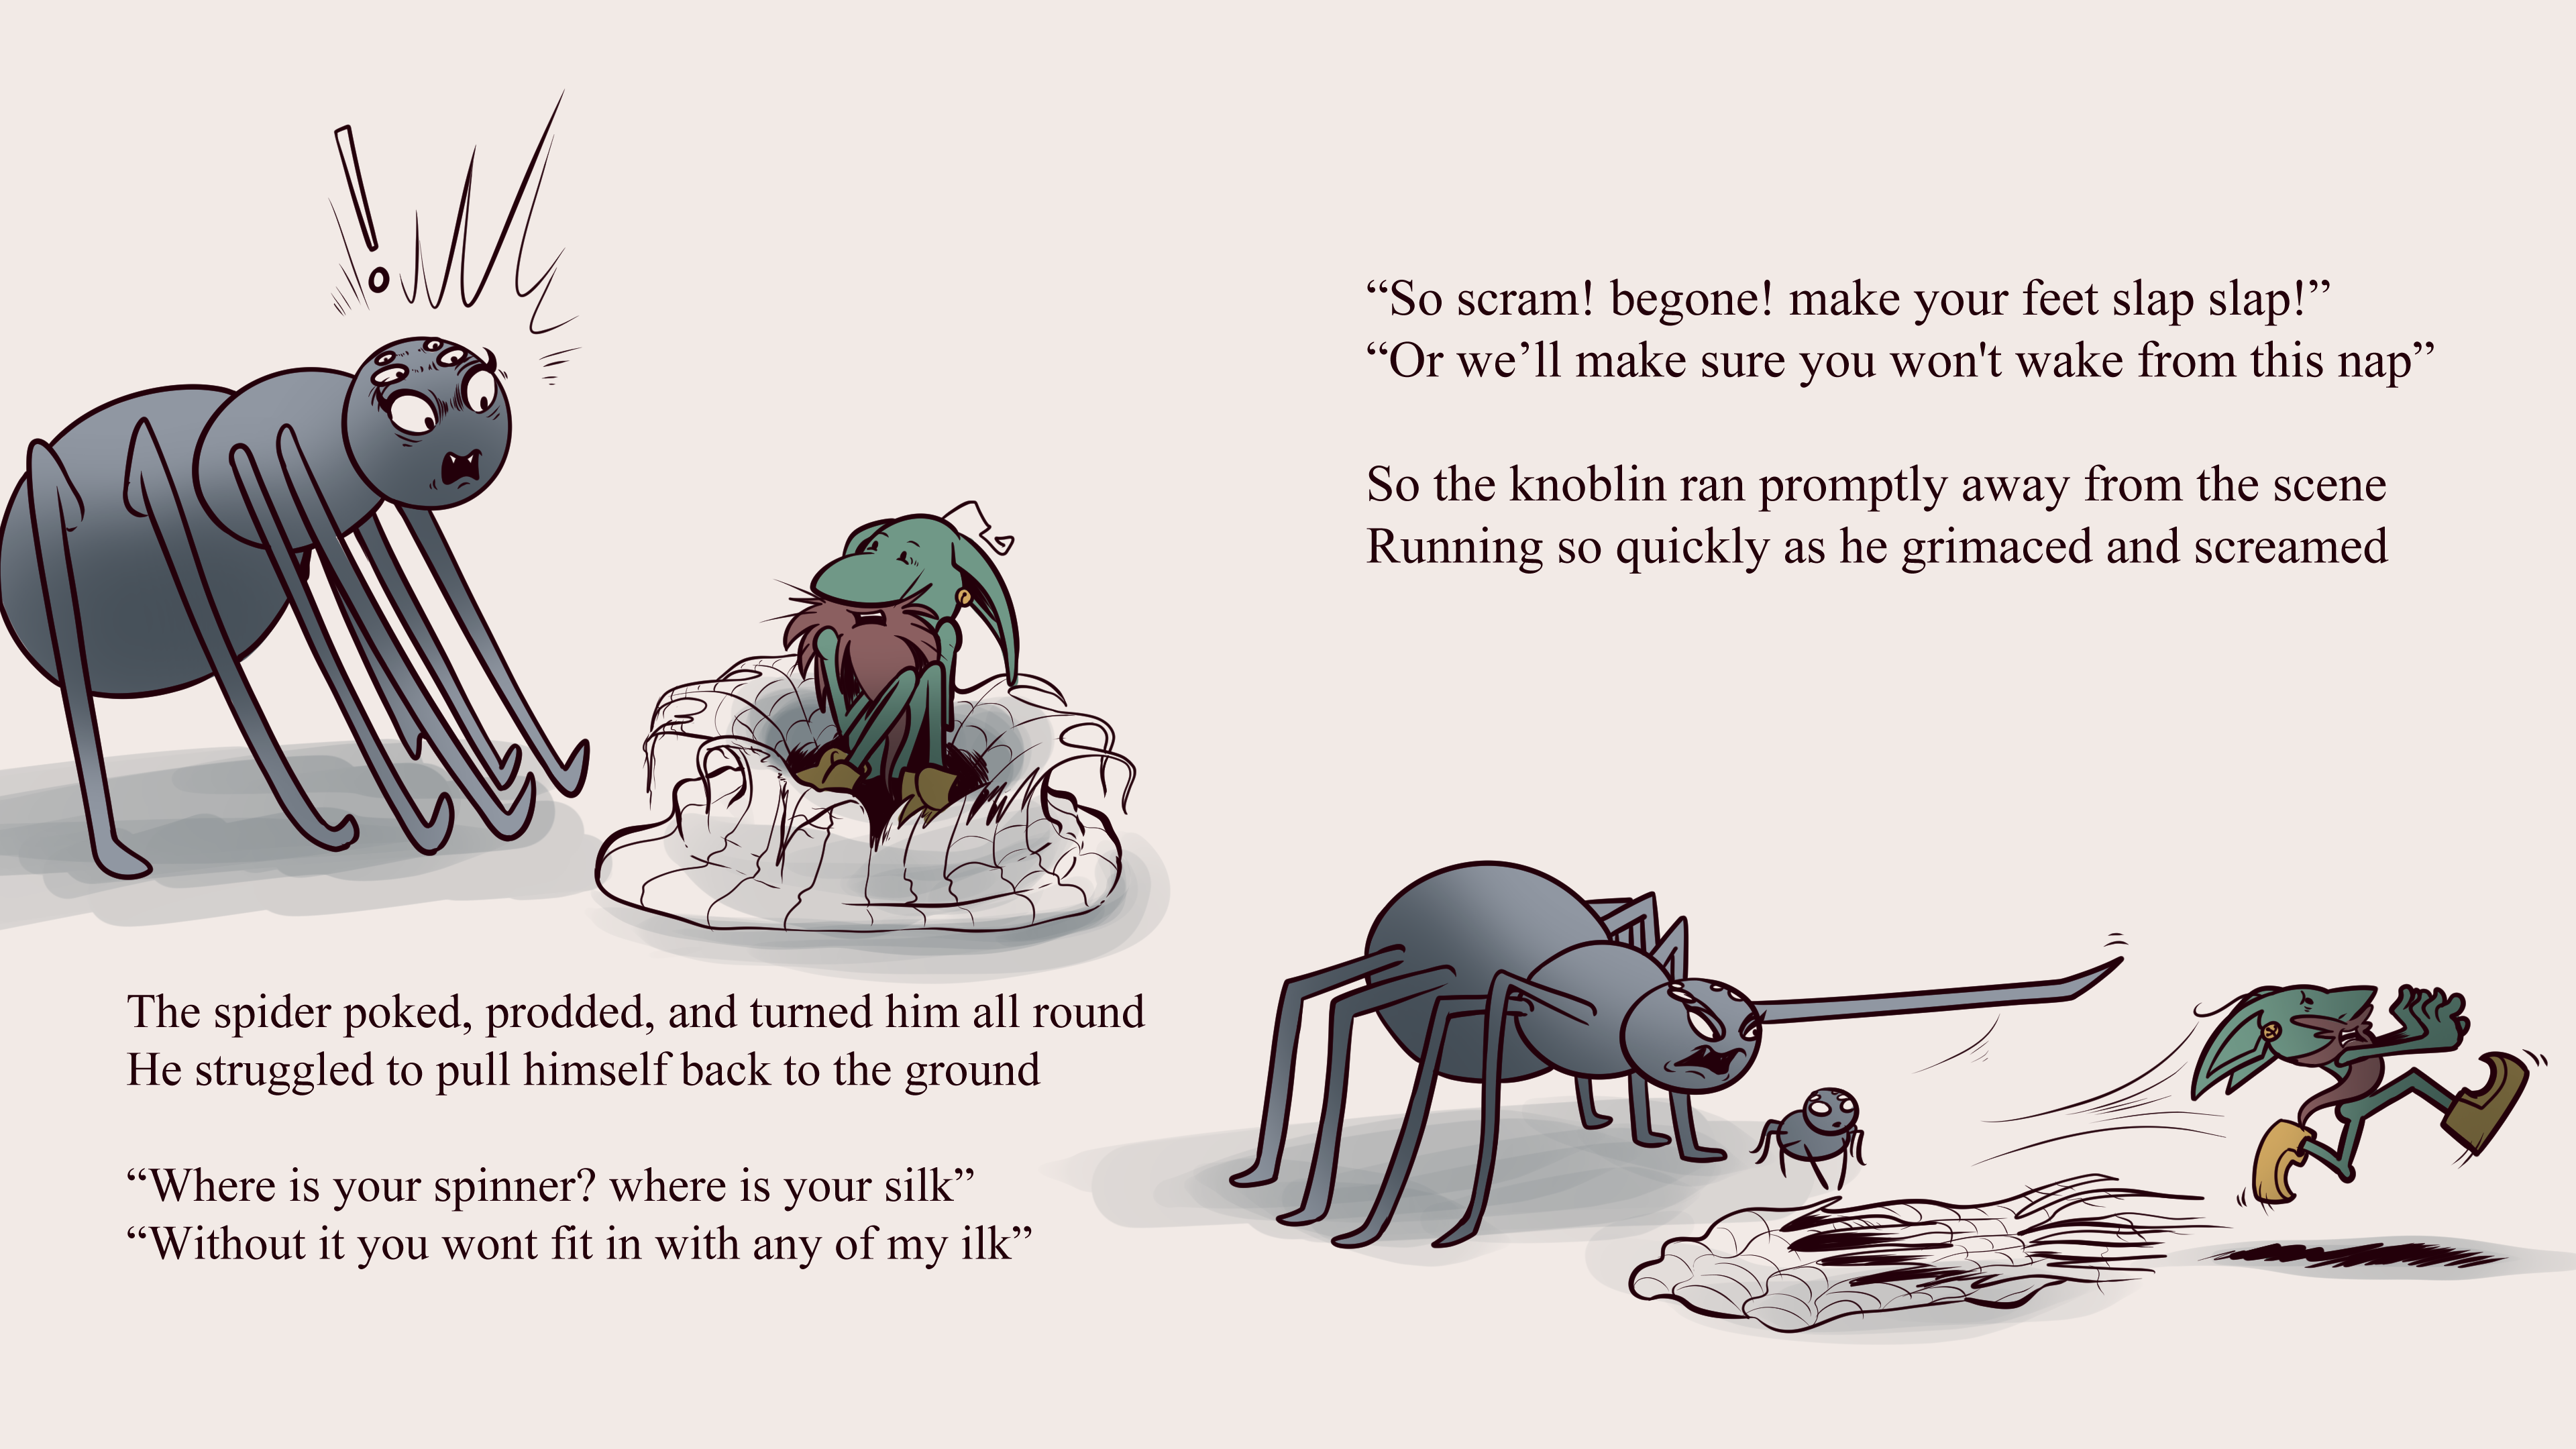 The spider poked, prodded, and turned him all round
He struggled to pull himself back to the ground
“Where is your spinner? where is your silk”
“Without it you wont fit in with any of my ilk”
“So scram! begone! make your feet slap slap!”
“Or we’ll make sure you won't wake from this nap”
So the knoblin ran promptly away from the scene
Running so quickly as he grimaced and screamed